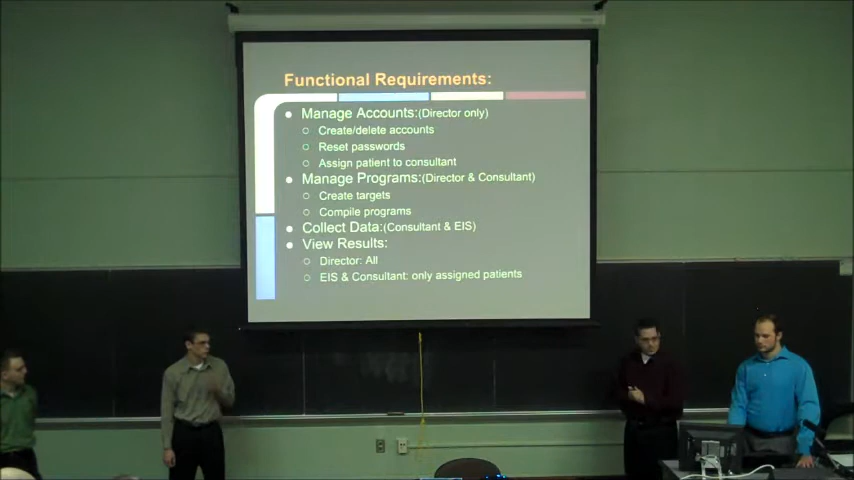 Functional Requirements:
Manage Accounts:(Director only)
Create/delete accounts
Reset passwords
Assign patient to consultant
Manage Programs:(Director & Consultant)
Create targets
Compile programs
Collect Data:(Consultant & EIS)
View Results:
Director: All
EIS & Consultant: only assigned patients